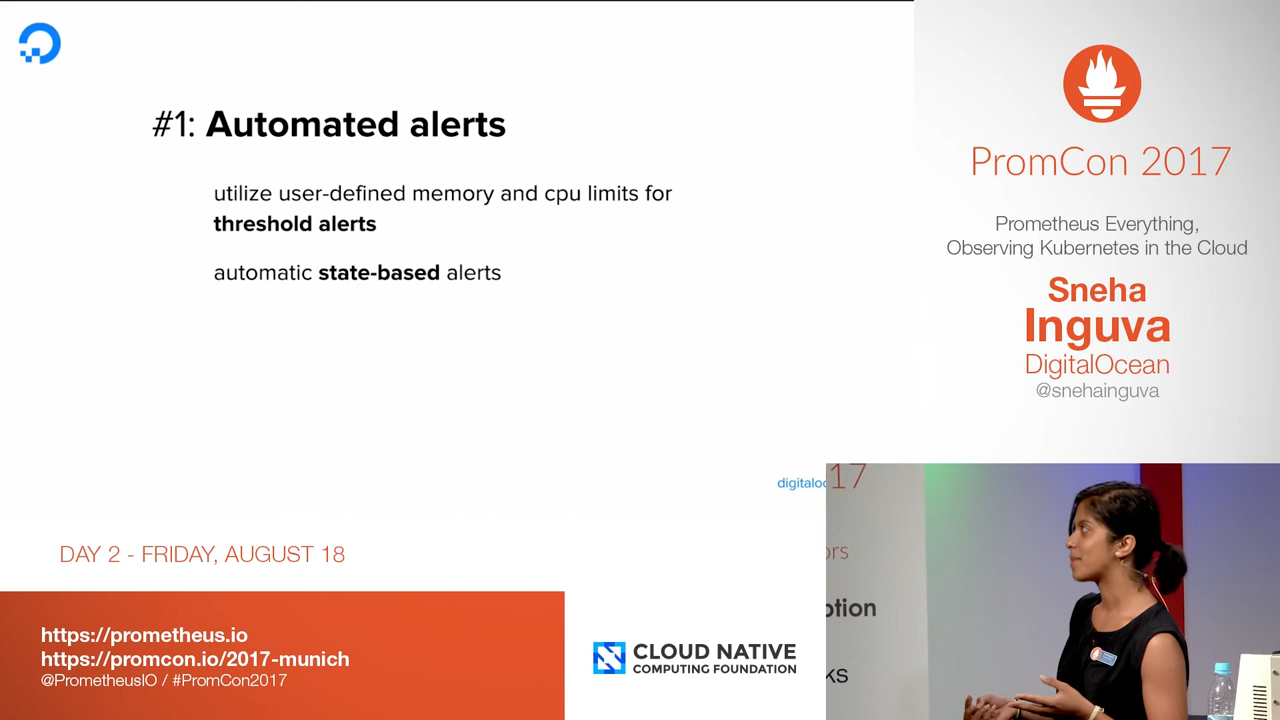 #1: Automated alerts
utilize user-defined memory and cpu limits for
threshold alerts
automatic state-based alerts
PromCon 2017
Prometheus Everything,
Observing Kubernetes in the Cloud
Sneha
Inguva
DigitalOcean
@snehainguva
17
DAY 2 - FRIDAY, AUGUST 18
https://prometheus.io
https://promcon.io/2017-munich
@PrometheusIO / #PromCon2017
CLOUD NATIVE
COMPUTING FOUNDATION